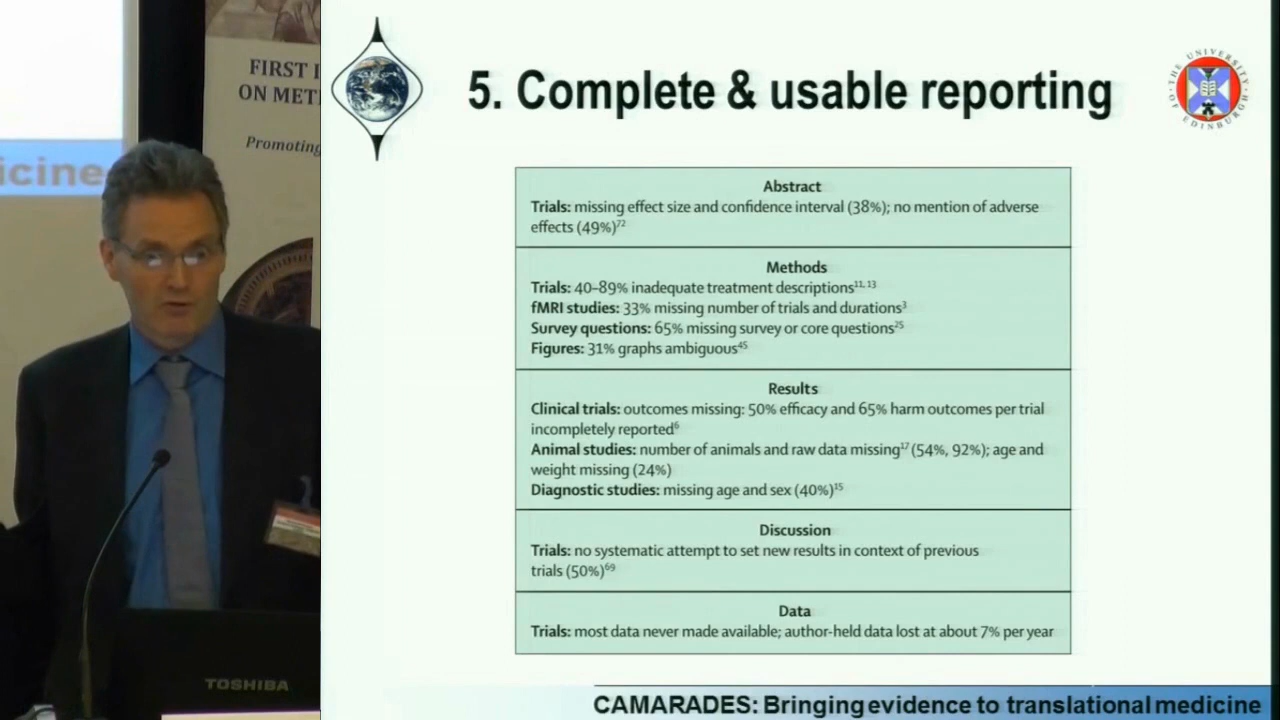 icine
FIRST I
ON MET
Promoting
TOSHIBA
5. Complete & usable reporting
THE UNIVERSITY OF EDINBURGH
Abstract
Trials: missing effect size and confidence interval (38%); no mention of adverse
effects (49%)72
Methods
Trials: 40–89% inadequate treatment descriptions11, 13
fMRI studies: 33% missing number of trials and durations3
Survey questions: 65% missing survey or core questions25
Figures: 31% graphs ambiguous45
Results
Clinical trials: outcomes missing: 50% efficacy and 65% harm outcomes per trial
incompletely reported6
Animal studies: number of animals and raw data missing17 (54%, 92%); age and
weight missing (24%)
Diagnostic studies: missing age and sex (40%)15
Discussion
Trials: no systematic attempt to set new results in context of previous
trials (50%)69
Data
Trials: most data never made available; author-held data lost at about 7% per year
CAMARADES: Bringing evidence to translational medicine